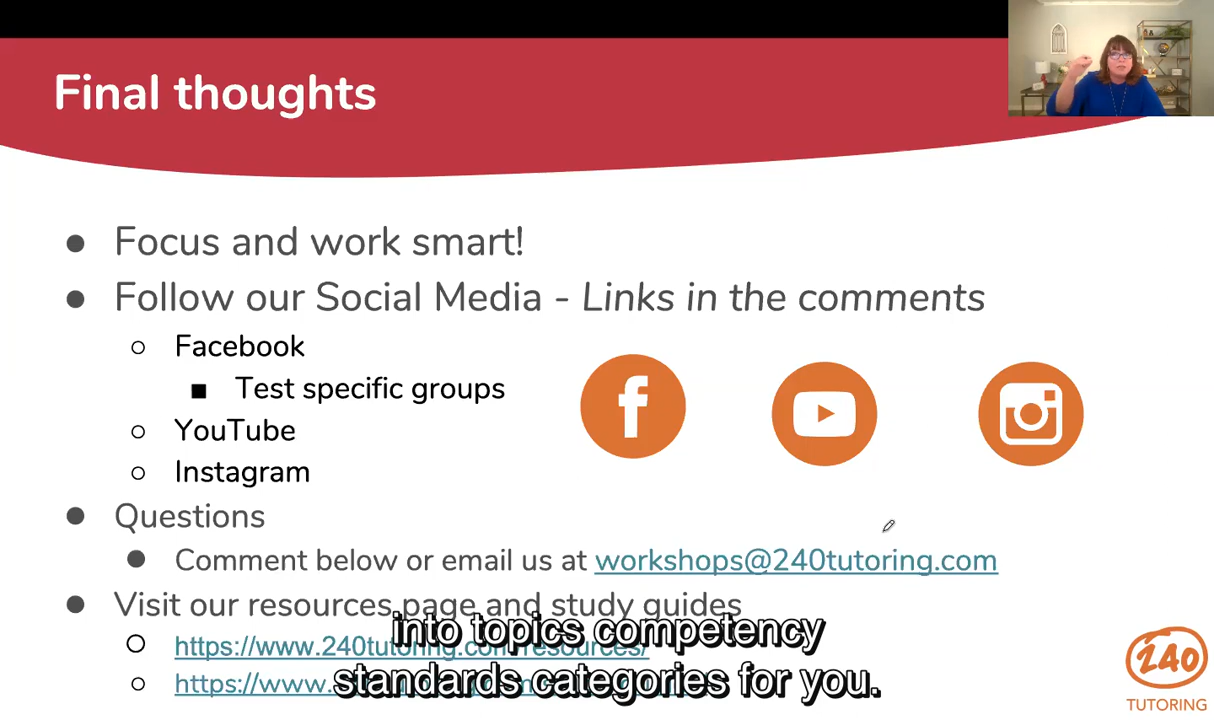 Final thoughts
● Focus and work smart!
● Follow our Social Media - Links in the comments
○ Facebook
■ Test specific groups
○ YouTube
○ Instagram
● Questions
● Comment below or email us at workshops@240tutoring.com
● Visit our resources page and study guides
○ https://www.240tutoring.com/resources/
○ https://www.
into topics competency
standards categories for you.
240
TUTORING